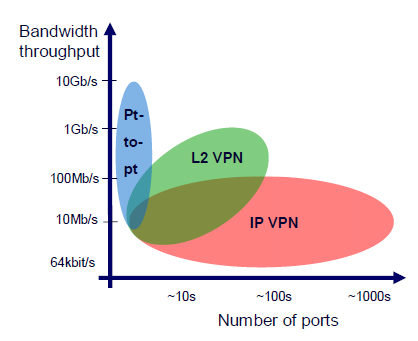 Bandwidth
throughput
10Gb/s
1Gb/s
100Mb/s
10Mb/s
64kbit/s
Pt-
to-
pt
L2 VPN
IP VPN
~10s
~100s
~1000s
Number of ports